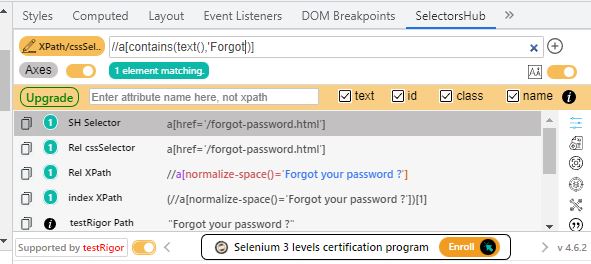 Styles Computed Layout Event Listeners DOM Breakpoints SelectorsHub
XPath/cssSel.. //a[contains(text(),'Forgot')]
Axes 1 element matching.
Upgrade Enter attribute name here, not xpath text id class name
1 SH Selector a[href='/forgot-password.html']
1 Rel cssSelector a[href='/forgot-password.html']
1 Rel XPath //a[normalize-space()='Forgot your password ?']
1 index XPath (//a[normalize-space()='Forgot your password ?'])[1]
testRigor Path "Forgot your password ?"
Supported by testRigor Selenium 3 levels certification program Enroll v 4.6.2